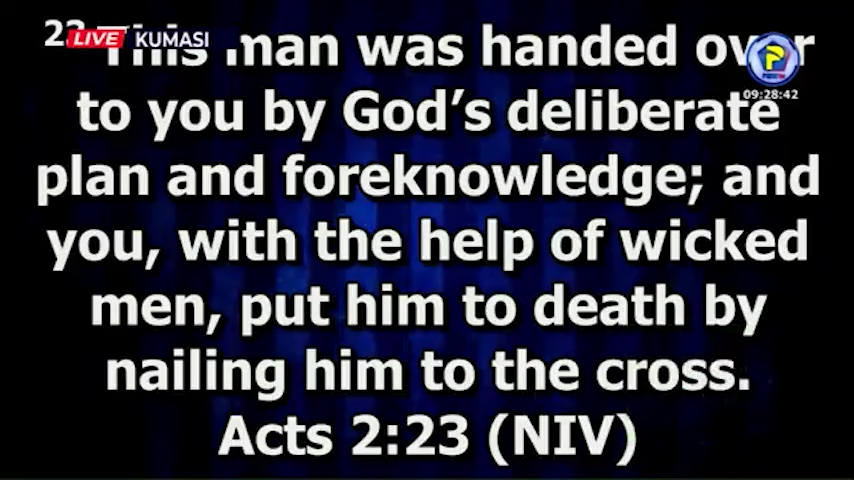 LIVE KUMASI
23 This man was handed over
09:28:42
to you by God's deliberate
plan and foreknowledge; and
you, with the help of wicked
men, put him to death by
nailing him to the cross.
Acts 2:23 (NIV)